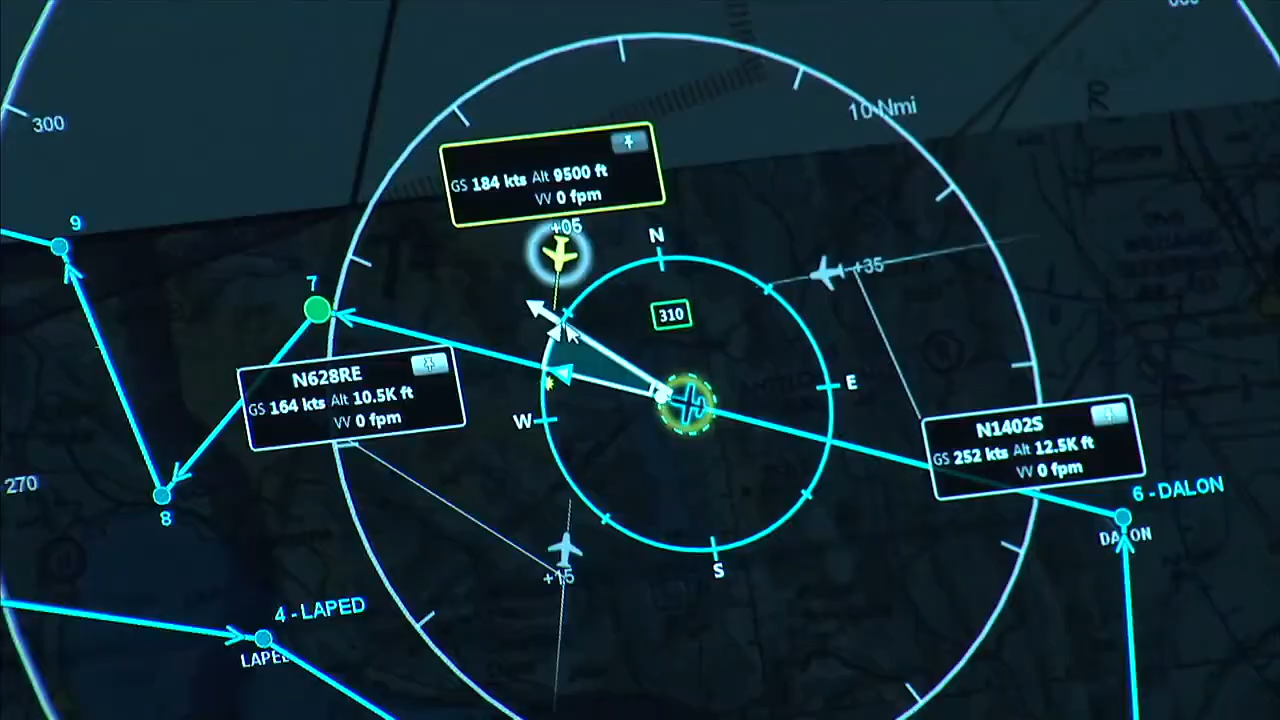 300
10 Nmi
GS 184 kts Alt 9500 ft
VV 0 fpm
+05
9
N
7
+35
310
N628RE
GS 164 kts Alt 10.5K ft
VV 0 fpm
E
W
N1402S
GS 252 kts Alt 12.5K ft
VV 0 fpm
270
8
6 - DALON
+15
S
4 - LAPED